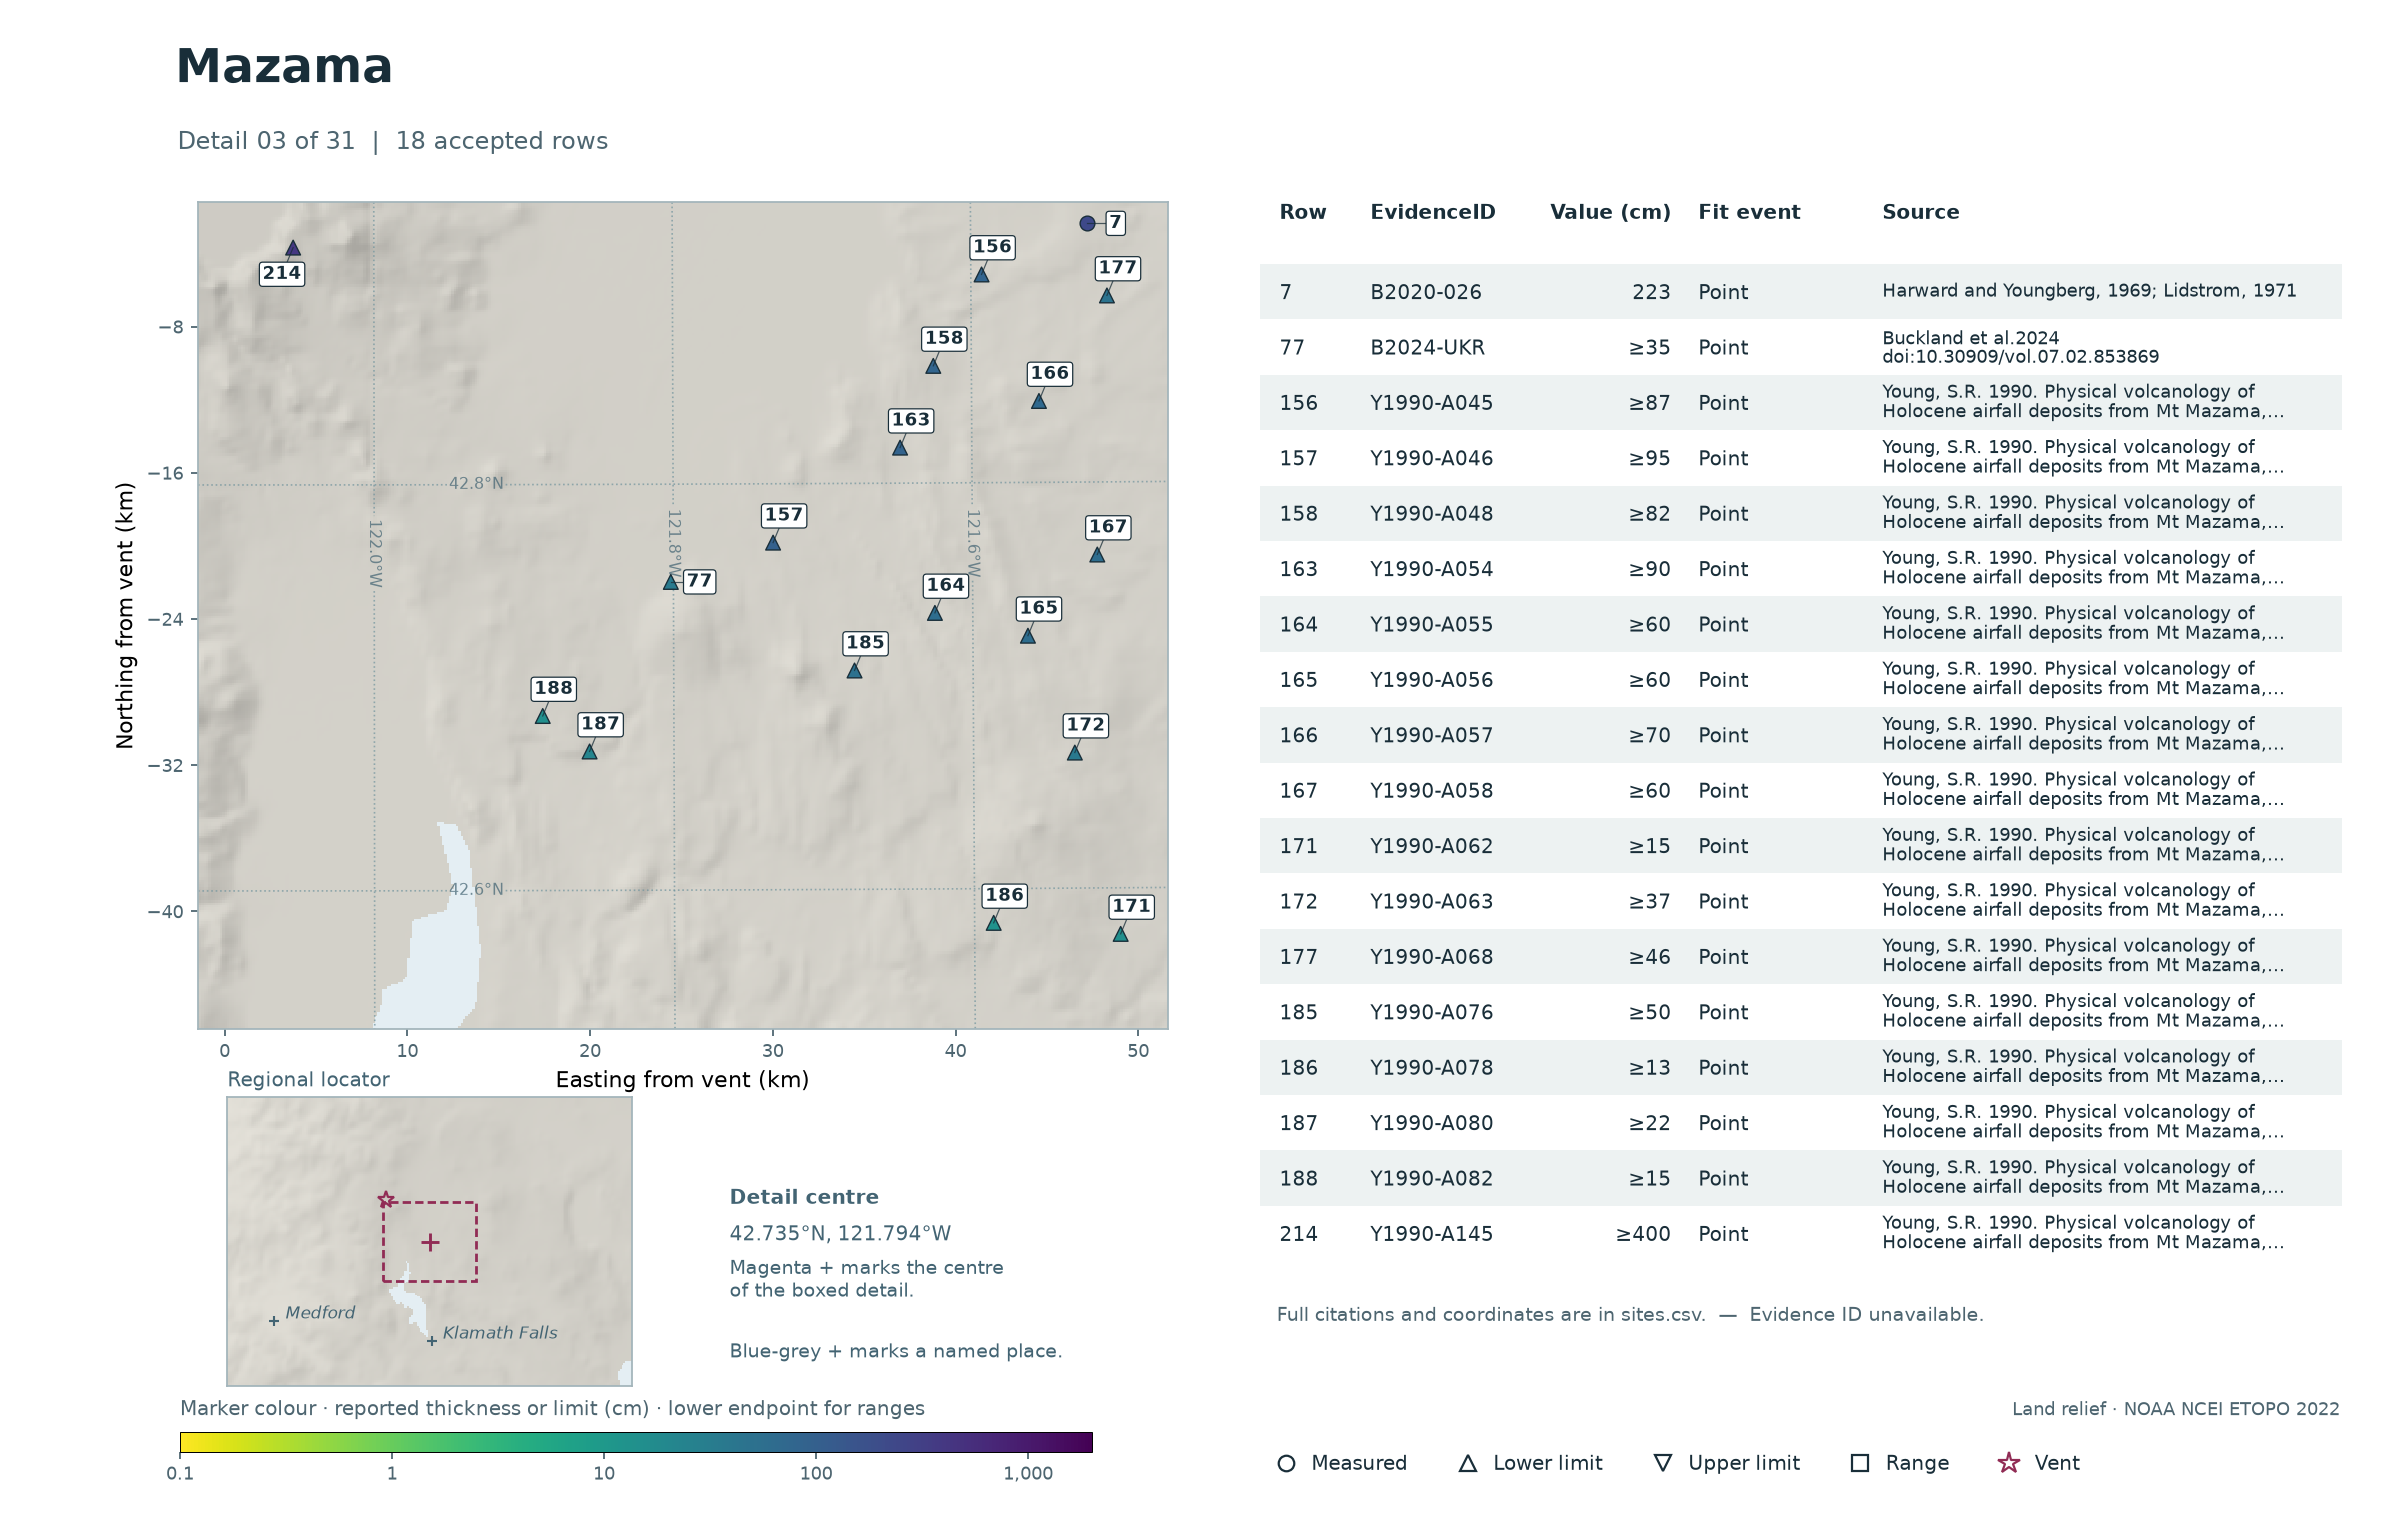 Mazama
Detail 03 of 31 | 18 accepted rows
7
156
177
214
158
166
163
42.8°N
157
167
122.0°W
121.8°W
121.6°W
77
164
165
185
188
187
172
42.6°N
186
171
−8
−16
−24
−32
−40
Northing from vent (km)
0 10 20 30 40 50
Easting from vent (km)
Regional locator
Medford
Klamath Falls
Detail centre
42.735°N, 121.794°W
Magenta + marks the centre
of the boxed detail.
Blue-grey + marks a named place.
Marker colour · reported thickness or limit (cm) · lower endpoint for ranges
0.1 1 10 100 1,000
Row EvidenceID Value (cm) Fit event Source
7 B2020-026 223 Point Harward and Youngberg, 1969; Lidstrom, 1971
77 B2024-UKR ≥35 Point Buckland et al.2024
doi:10.30909/vol.07.02.853869
156 Y1990-A045 ≥87 Point Young, S.R. 1990. Physical volcanology of
Holocene airfall deposits from Mt Mazama,...
157 Y1990-A046 ≥95 Point Young, S.R. 1990. Physical volcanology of
Holocene airfall deposits from Mt Mazama,...
158 Y1990-A048 ≥82 Point Young, S.R. 1990. Physical volcanology of
Holocene airfall deposits from Mt Mazama,...
163 Y1990-A054 ≥90 Point Young, S.R. 1990. Physical volcanology of
Holocene airfall deposits from Mt Mazama,...
164 Y1990-A055 ≥60 Point Young, S.R. 1990. Physical volcanology of
Holocene airfall deposits from Mt Mazama,...
165 Y1990-A056 ≥60 Point Young, S.R. 1990. Physical volcanology of
Holocene airfall deposits from Mt Mazama,...
166 Y1990-A057 ≥70 Point Young, S.R. 1990. Physical volcanology of
Holocene airfall deposits from Mt Mazama,...
167 Y1990-A058 ≥60 Point Young, S.R. 1990. Physical volcanology of
Holocene airfall deposits from Mt Mazama,...
171 Y1990-A062 ≥15 Point Young, S.R. 1990. Physical volcanology of
Holocene airfall deposits from Mt Mazama,...
172 Y1990-A063 ≥37 Point Young, S.R. 1990. Physical volcanology of
Holocene airfall deposits from Mt Mazama,...
177 Y1990-A068 ≥46 Point Young, S.R. 1990. Physical volcanology of
Holocene airfall deposits from Mt Mazama,...
185 Y1990-A076 ≥50 Point Young, S.R. 1990. Physical volcanology of
Holocene airfall deposits from Mt Mazama,...
186 Y1990-A078 ≥13 Point Young, S.R. 1990. Physical volcanology of
Holocene airfall deposits from Mt Mazama,...
187 Y1990-A080 ≥22 Point Young, S.R. 1990. Physical volcanology of
Holocene airfall deposits from Mt Mazama,...
188 Y1990-A082 ≥15 Point Young, S.R. 1990. Physical volcanology of
Holocene airfall deposits from Mt Mazama,...
214 Y1990-A145 ≥400 Point Young, S.R. 1990. Physical volcanology of
Holocene airfall deposits from Mt Mazama,...
Full citations and coordinates are in sites.csv. — Evidence ID unavailable.
Land relief · NOAA NCEI ETOPO 2022
Measured Lower limit Upper limit Range Vent